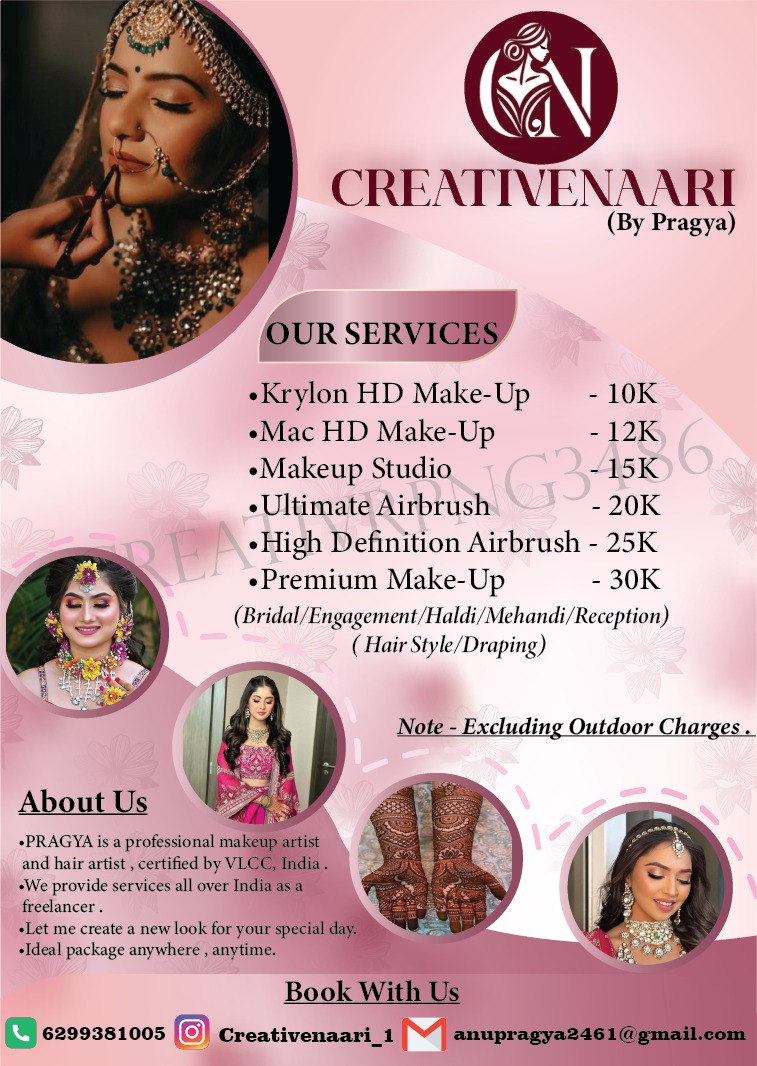 CN
CREATIVENAARI
(By Pragya)
OUR SERVICES
•Krylon HD Make-Up - 10K
•Mac HD Make-Up - 12K
•Makeup Studio - 15K
•Ultimate Airbrush - 20K
•High Definition Airbrush - 25K
•Premium Make-Up - 30K
(Bridal/Engagement/Haldi/Mehandi/Reception)
( Hair Style/Draping)
CREATIVRPNG3486
Note - Excluding Outdoor Charges .
About Us
•PRAGYA is a professional makeup artist
and hair artist , certified by VLCC, India .
•We provide services all over India as a
freelancer .
•Let me create a new look for your special day.
•Ideal package anywhere , anytime.
Book With Us
6299381005 Creativenaari_1 anupragya2461@gmail.com